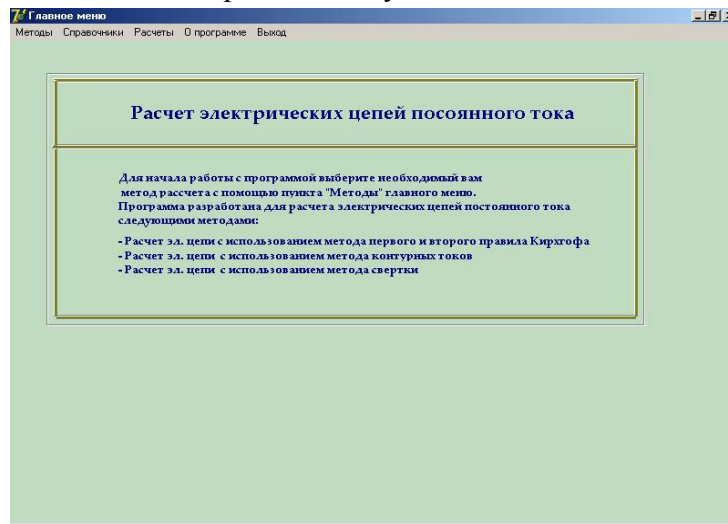 Главное меню
Методы Справочники Расчеты О программе Выход
Расчет электрических цепей посоянного тока
Для начала работы с программой выберите необходимый вам
метод рассчета с помощью пункта "Методы" главного меню.
Программа разработана для расчета электрических цепей постоянного тока
следующими методами:
- Расчет эл. цепи с использованием метода первого и второго правила Кирхгофа
- Расчет эл. цепи с использованием метода контурных токов
- Расчет эл. цепи с использованием метода свертки